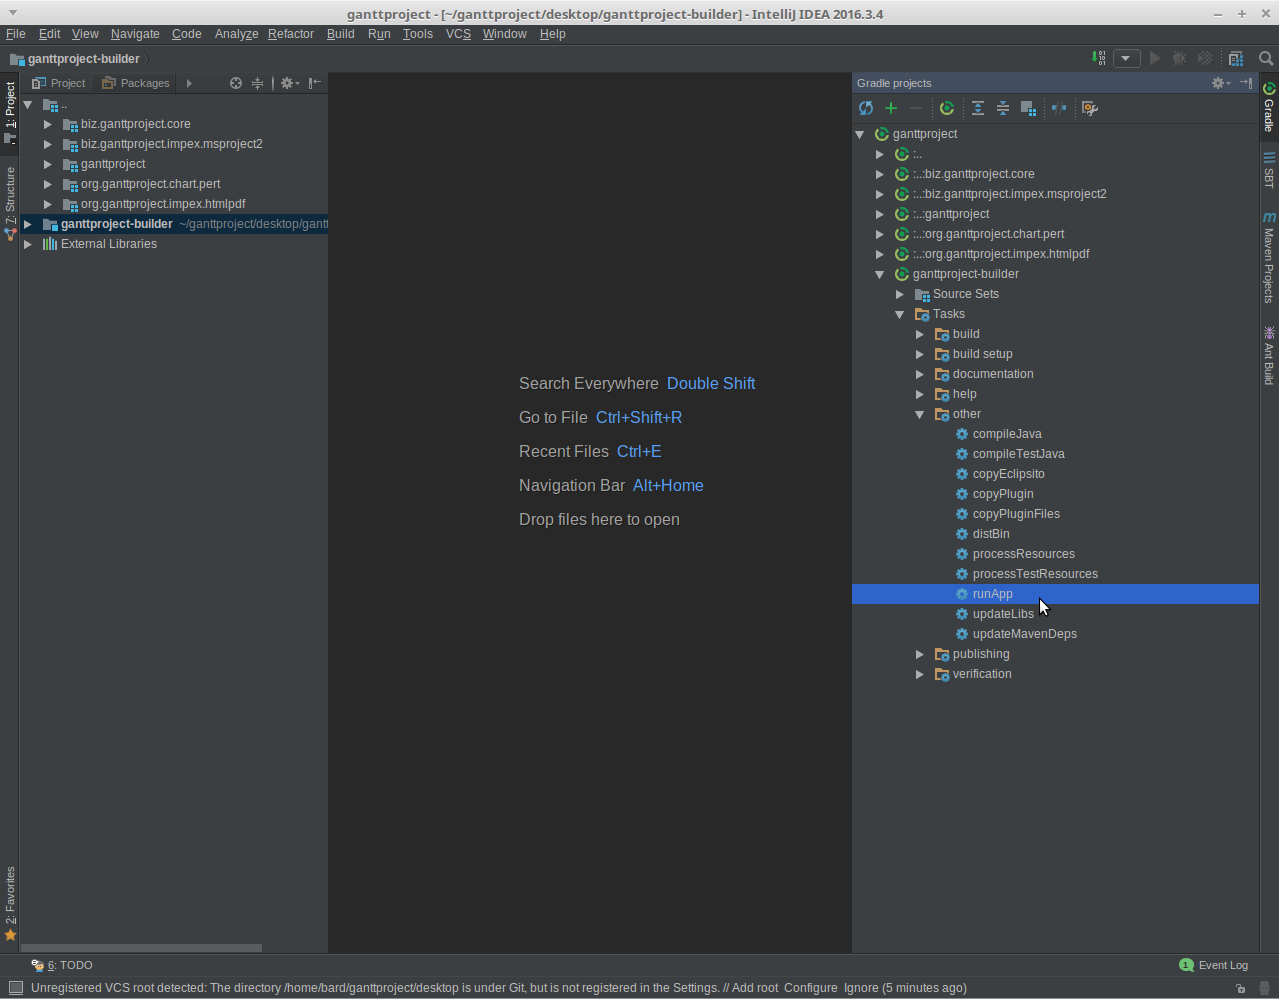 ganttproject - [~/ganttproject/desktop/ganttproject-builder] - IntelliJ IDEA 2016.3.4
File Edit View Navigate Code Analyze Refactor Build Run Tools VCS Window Help
ganttproject-builder
1: Project
7: Structure
2: Favorites
Project Packages
..
biz.ganttproject.core
biz.ganttproject.impex.msproject2
ganttproject
org.ganttproject.chart.pert
org.ganttproject.impex.htmlpdf
ganttproject-builder ~/ganttproject/desktop/gantt
External Libraries
Search Everywhere Double Shift
Go to File Ctrl+Shift+R
Recent Files Ctrl+E
Navigation Bar Alt+Home
Drop files here to open
Gradle projects
ganttproject
:..
:..:biz.ganttproject.core
:..:biz.ganttproject.impex.msproject2
:..:ganttproject
:..:org.ganttproject.chart.pert
:..:org.ganttproject.impex.htmlpdf
ganttproject-builder
Source Sets
Tasks
build
build setup
documentation
help
other
compileJava
compileTestJava
copyEclipsito
copyPlugin
copyPluginFiles
distBin
processResources
processTestResources
runApp
updateLibs
updateMavenDeps
publishing
verification
Gradle
SBT
Maven Projects
Ant Build
6: TODO
1 Event Log
Unregistered VCS root detected: The directory /home/bard/ganttproject/desktop is under Git, but is not registered in the Settings. // Add root Configure Ignore (5 minutes ago)